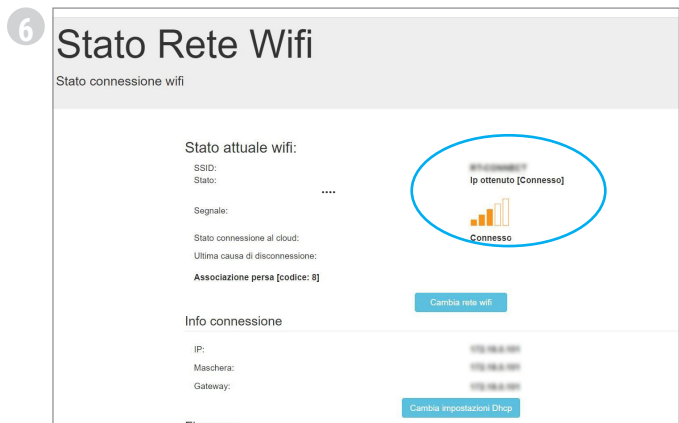 6
Stato Rete Wifi
Stato connessione wifi
Stato attuale wifi:
SSID:
Stato: Ip ottenuto [Connesso]
....
Segnale:
Stato connessione al cloud: Connesso
Ultima causa di disconnessione:
Associazione persa [codice: 8]
Cambia rete wifi
Info connessione
IP:
Maschera:
Gateway:
Cambia impostazioni Dhcp